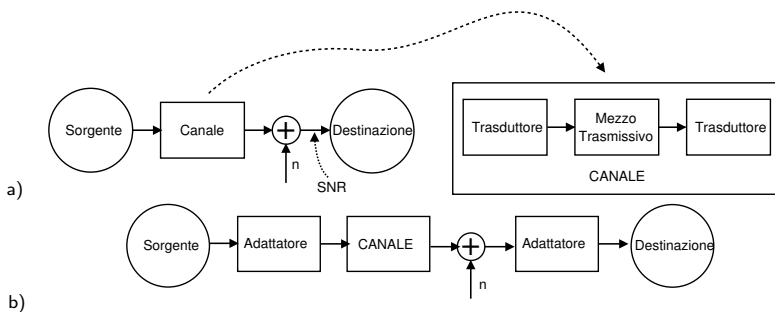 Sorgente
Canale
n
SNR
Destinazione
Trasduttore
Mezzo
Trasmissivo
Trasduttore
CANALE
a)
Sorgente
Adattatore
CANALE
n
Adattatore
Destinazione
b)